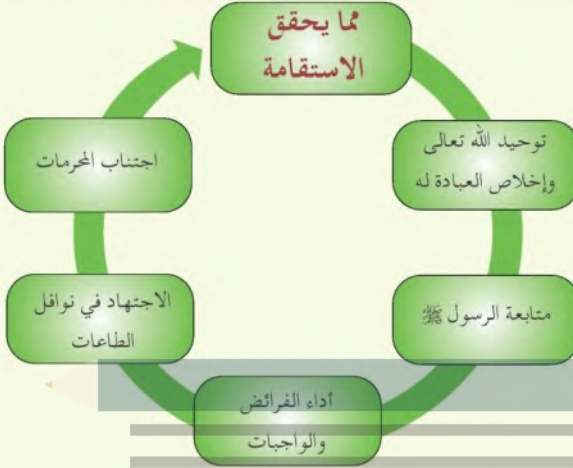 مما يحقق
الاستقامة
توحيد الله تعالى
وإخلاص العبادة له
متابعة الرسول ﷺ
أداء الفرائض
والواجبات
الاجتهاد في نوافل
الطاعات
اجتناب المحرمات